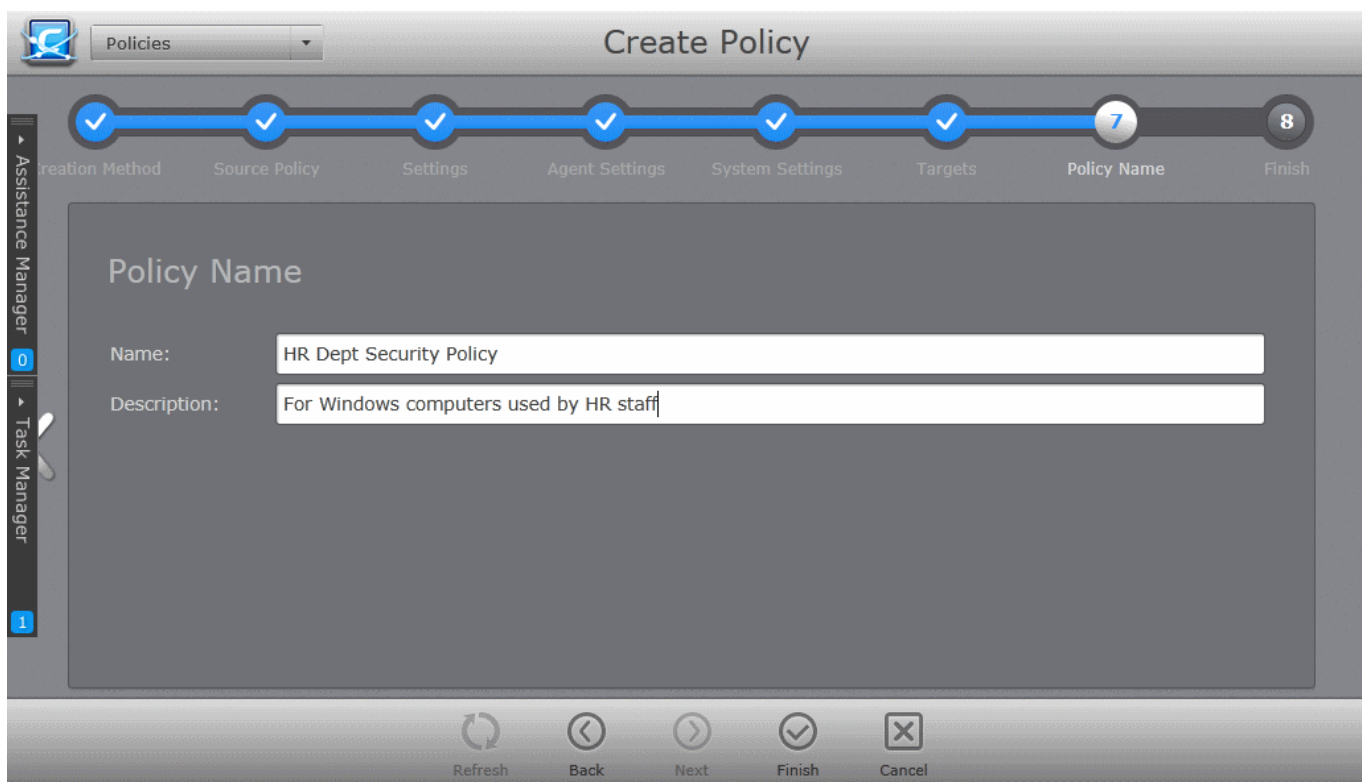 Policies
Create Policy
7
8
reation Method
Source Policy
Settings
Agent Settings
System Settings
Targets
Policy Name
Finish
Assistance Manager
0
Task Manager
1
Policy Name
Name:
HR Dept Security Policy
Description:
For Windows computers used by HR staff
Refresh
Back
Next
Finish
Cancel